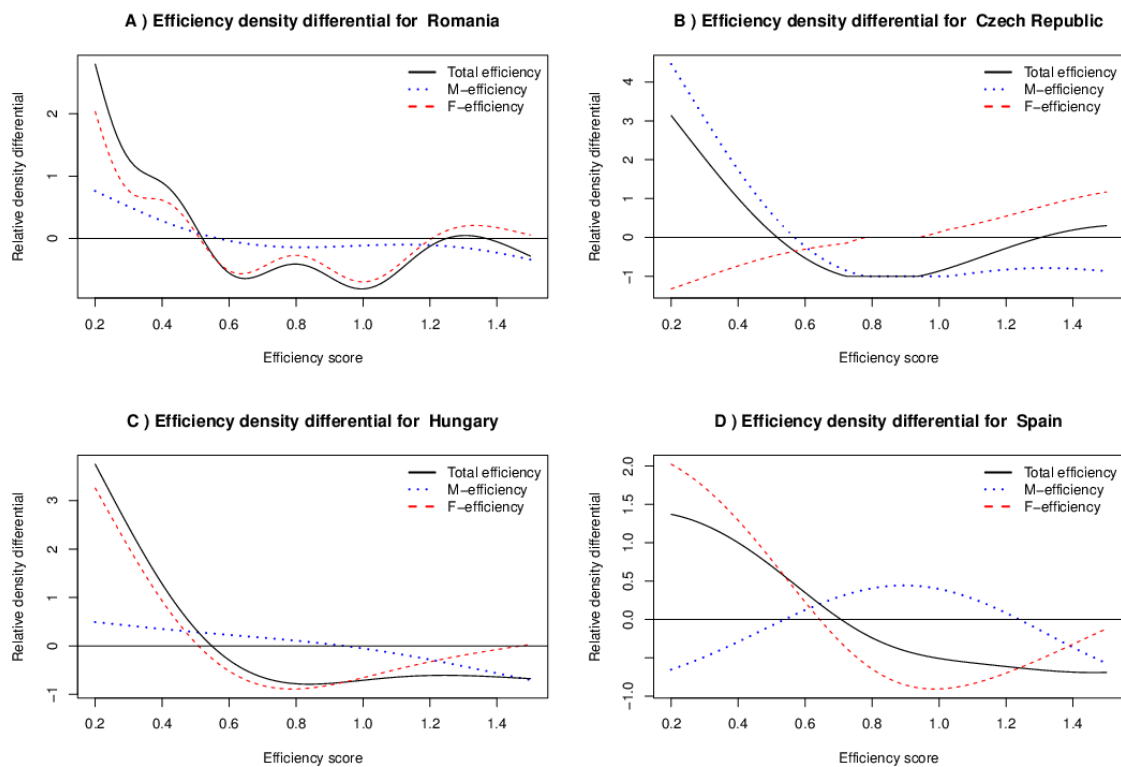 A ) Efficiency density differential for  Romania
Relative density differential
2
1
0
Total efficiency
M−efficiency
F−efficiency
0.2 0.4 0.6 0.8 1.0 1.2 1.4
Efficiency score
B ) Efficiency density differential for  Czech Republic
Relative density differential
4
3
2
1
0
−1
Total efficiency
M−efficiency
F−efficiency
0.2 0.4 0.6 0.8 1.0 1.2 1.4
Efficiency score
C ) Efficiency density differential for  Hungary
Relative density differential
3
2
1
0
−1
Total efficiency
M−efficiency
F−efficiency
0.2 0.4 0.6 0.8 1.0 1.2 1.4
Efficiency score
D ) Efficiency density differential for  Spain
Relative density differential
2.0
1.5
1.0
0.5
0.0
−1.0
Total efficiency
M−efficiency
F−efficiency
0.2 0.4 0.6 0.8 1.0 1.2 1.4
Efficiency score